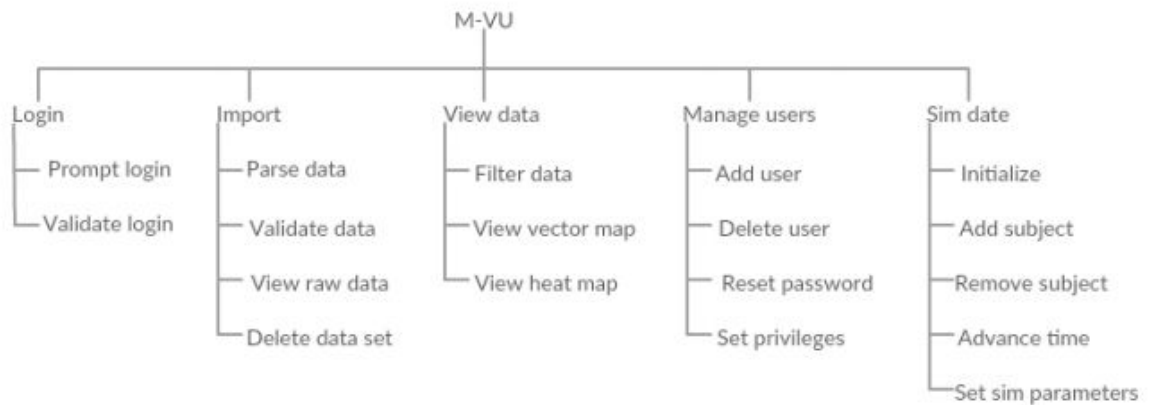 M-VU
Login
Import
View data
Manage users
Sim date
Prompt login
Parse data
Filter data
Add user
Initialize
Validate login
Validate data
View vector map
Delete user
Add subject
View raw data
View heat map
Reset password
Remove subject
Delete data set
Set privileges
Advance time
Set sim parameters